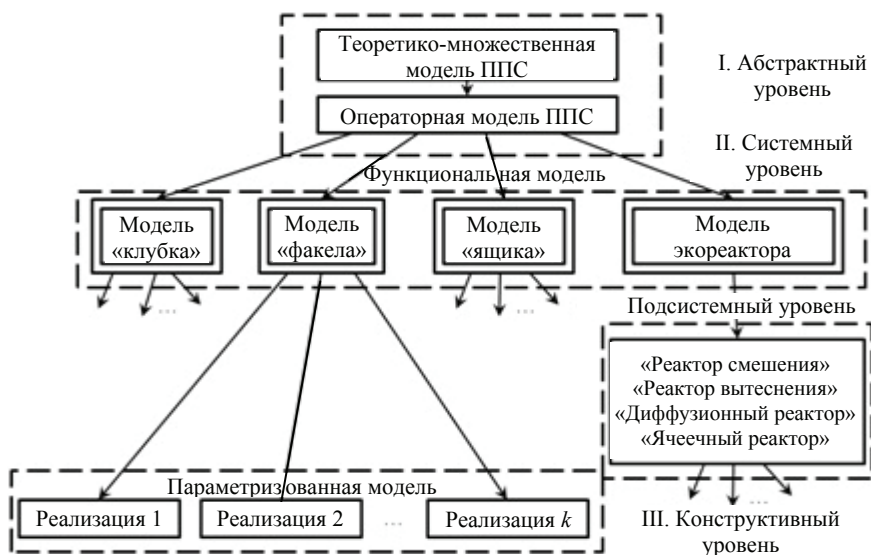 Теоретико-множественная
модель ППС
I. Абстрактный
уровень
Операторная модель ППС
II. Системный
уровень
Функциональная модель
Модель
«клубка»
Модель
«факела»
Модель
«ящика»
Модель
экореактора
...
...
Подсистемный уровень
«Реактор смешения»
«Реактор вытеснения»
«Диффузионный реактор»
«Ячеечный реактор»
...
Параметризованная модель
Реализация 1
Реализация 2
...
Реализация k
III. Конструктивный
уровень